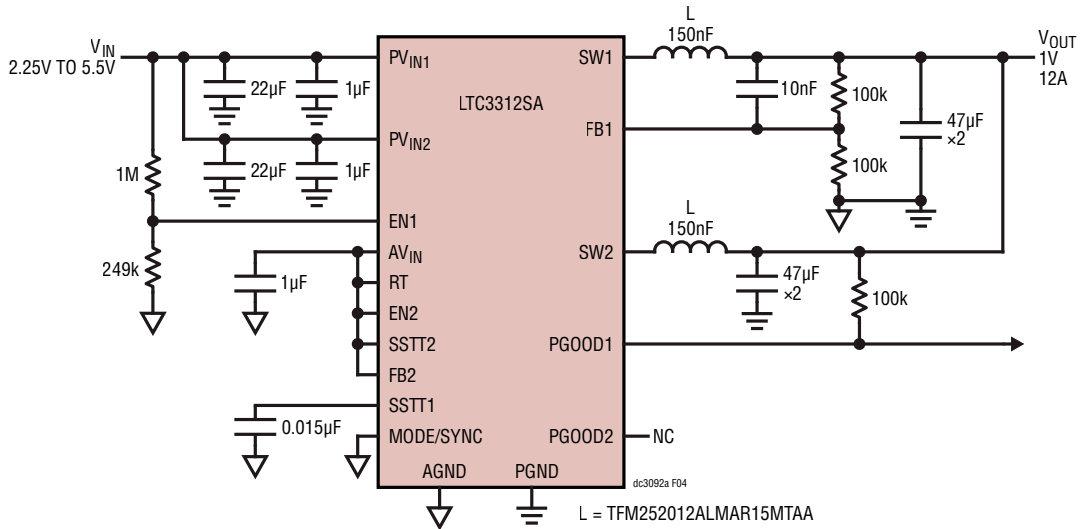 VIN
2.25V TO 5.5V
22µF
1µF
22µF
1µF
1M
249k
1µF
0.015µF
PVIN1
PVIN2
EN1
AVIN
RT
EN2
SSTT2
FB2
SSTT1
MODE/SYNC
AGND
PGND
LTC3312SA
SW1
FB1
SW2
PGOOD1
PGOOD2
NC
L
150nF
10nF
100k
100k
47µF
×2
VOUT
1V
12A
L
150nF
47µF
×2
100k
dc3092a F04
L = TFM252012ALMAR15MTAA